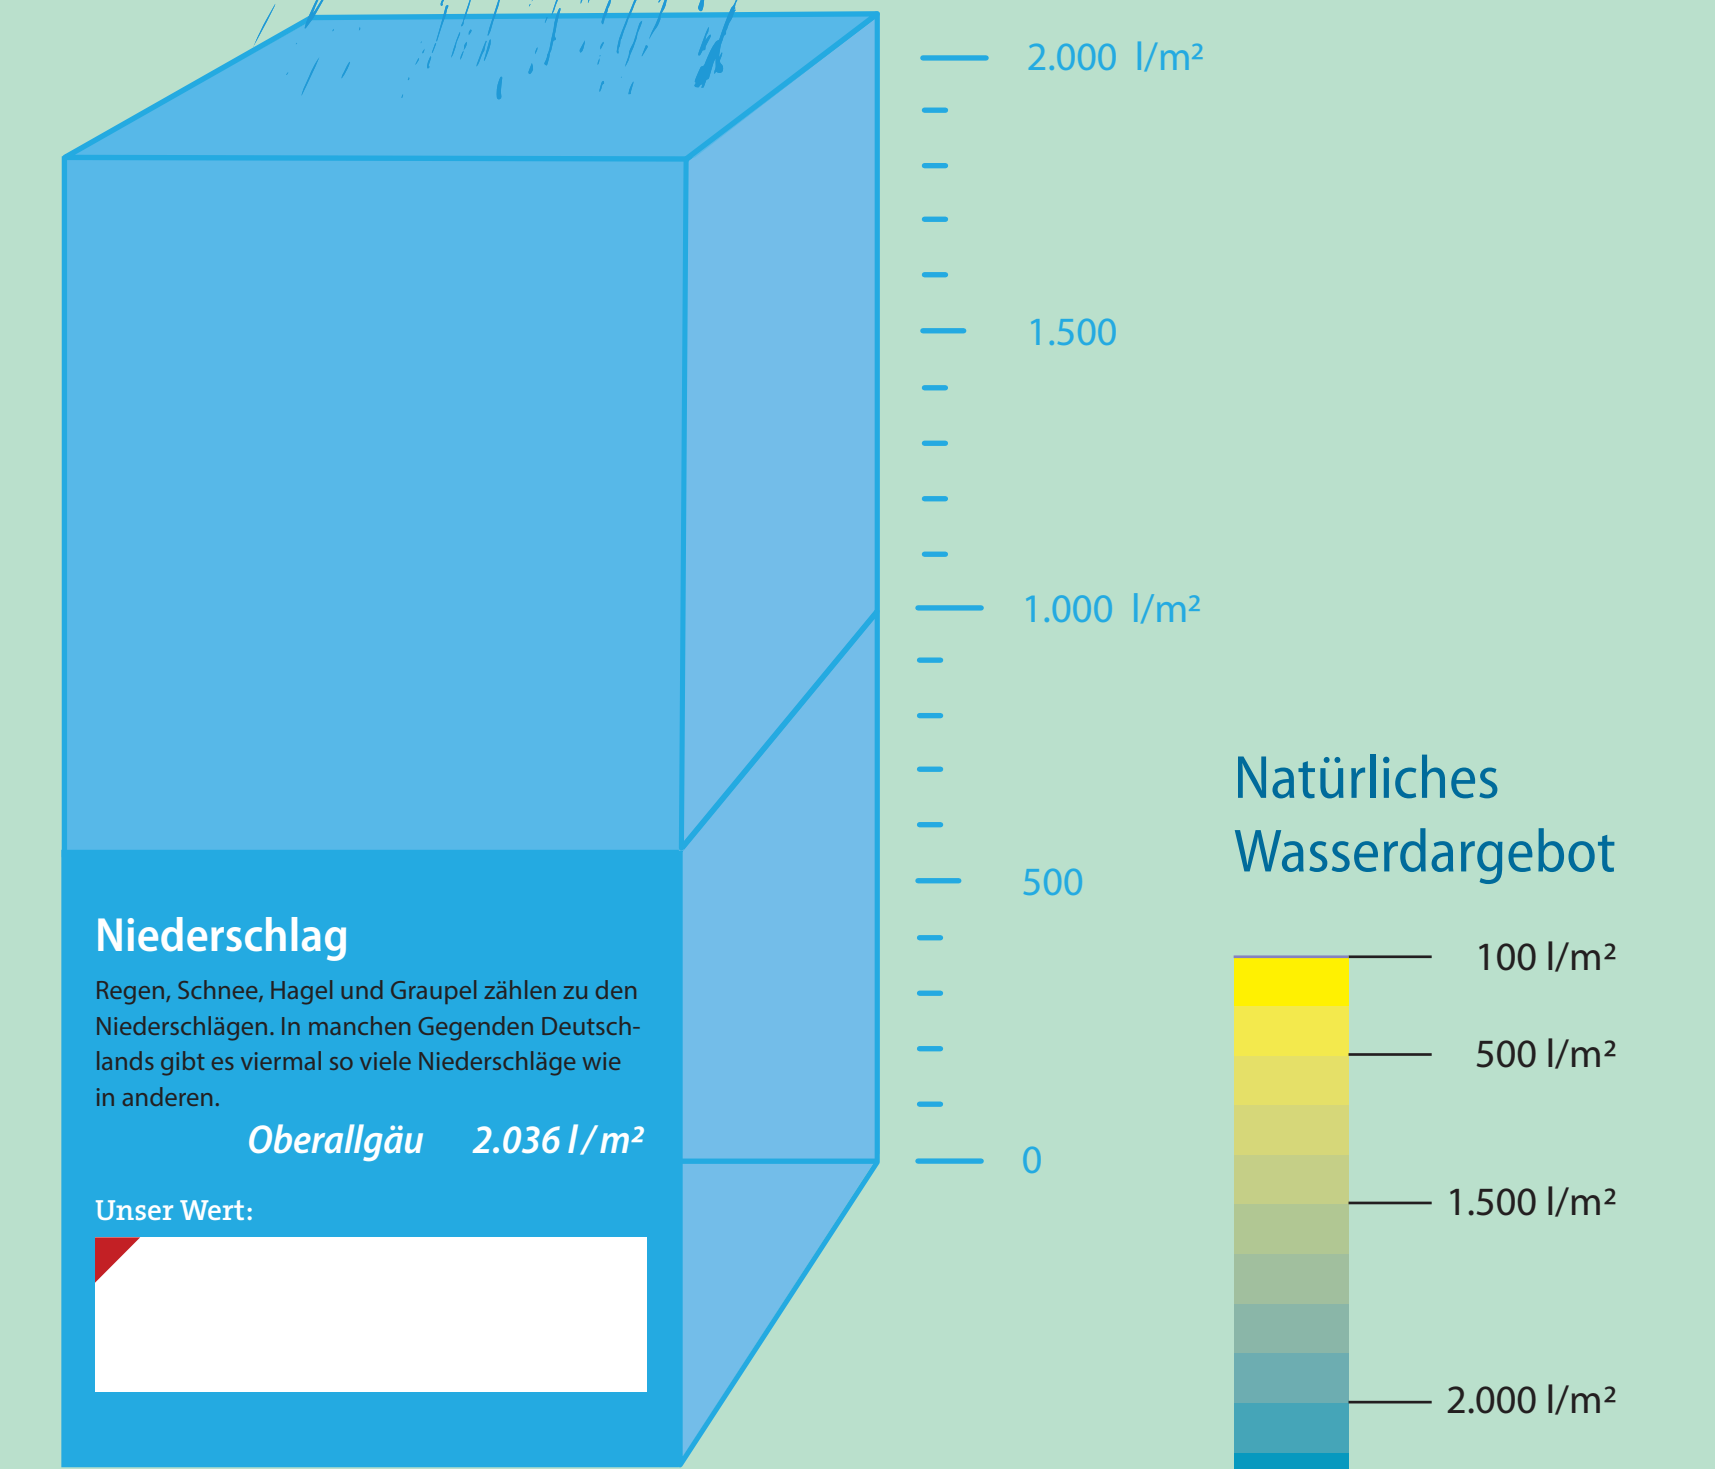 2.000 l/m²
1.500
1.000 l/m²
500
0
Niederschlag
Regen, Schnee, Hagel und Graupel zählen zu den
Niederschlägen. In manchen Gegenden Deutsch-
lands gibt es viermal so viele Niederschläge wie
in anderen.
Oberallgäu 2.036 l/m²
Unser Wert:
Natürliches
Wasserdargebot
100 l/m²
500 l/m²
1.500 l/m²
2.000 l/m²